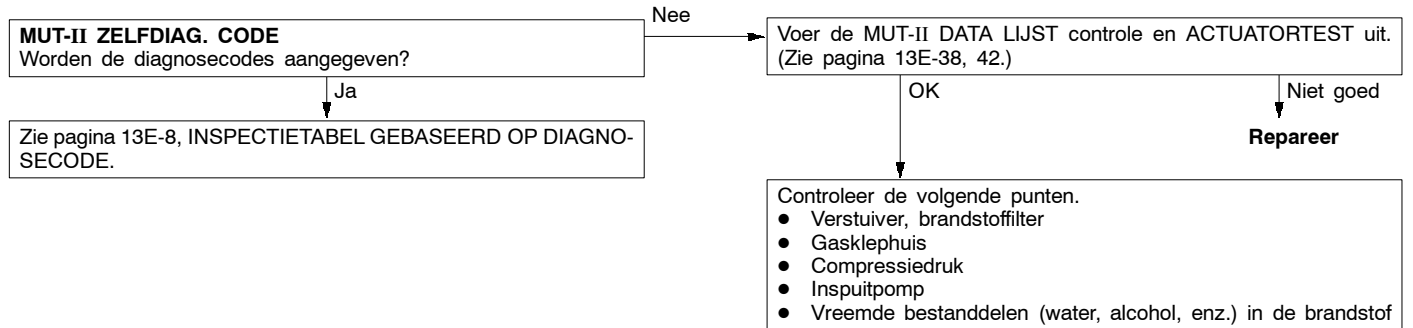 MUT-II ZELFDIAG. CODE
Worden de diagnosecodes aangegeven?
Nee
Voer de MUT-II DATA LIJST controle en ACTUATORTEST uit.
(Zie pagina 13E-38, 42.)
Ja
OK
Niet goed
Zie pagina 13E-8, INSPECTIETABEL GEBASEERD OP DIAGNO-
SECODE.
Repareer
Controleer de volgende punten.
● Verstuiver, brandstoffilter
● Gasklephuis
● Compressiedruk
● Inspuitpomp
● Vreemde bestanddelen (water, alcohol, enz.) in de brandstof